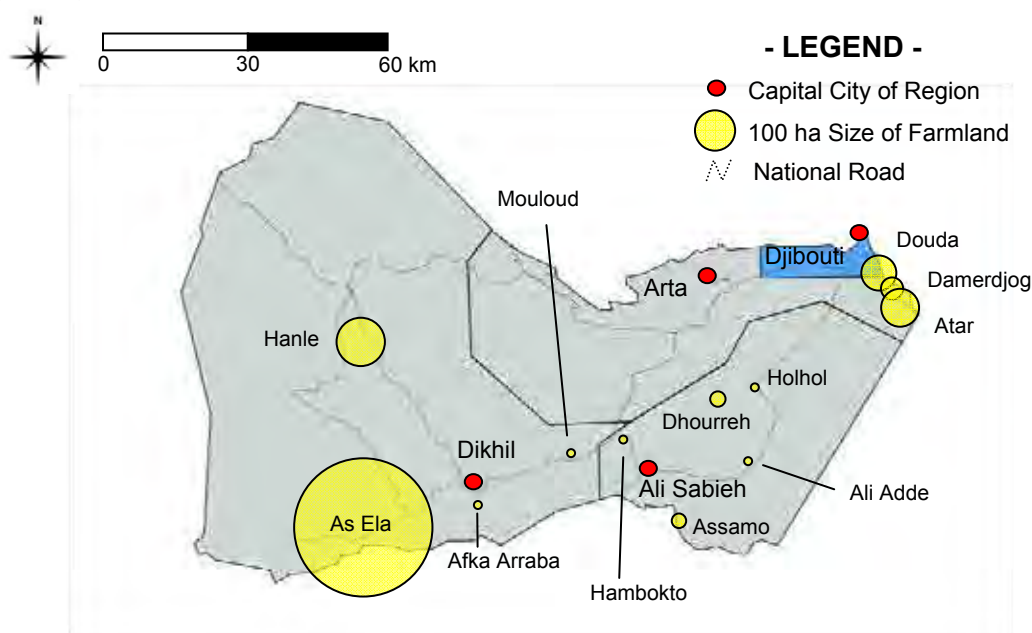 N
0 30 60 km
- LEGEND -
Capital City of Region
100 ha Size of Farmland
National Road
Mouloud
Douda
Djibouti
Damerdjog
Arta
Atar
Hanle
Holhol
Dhourreh
Dikhil
Ali Sabieh
Ali Adde
As Ela
Assamo
Afka Arraba
Hambokto